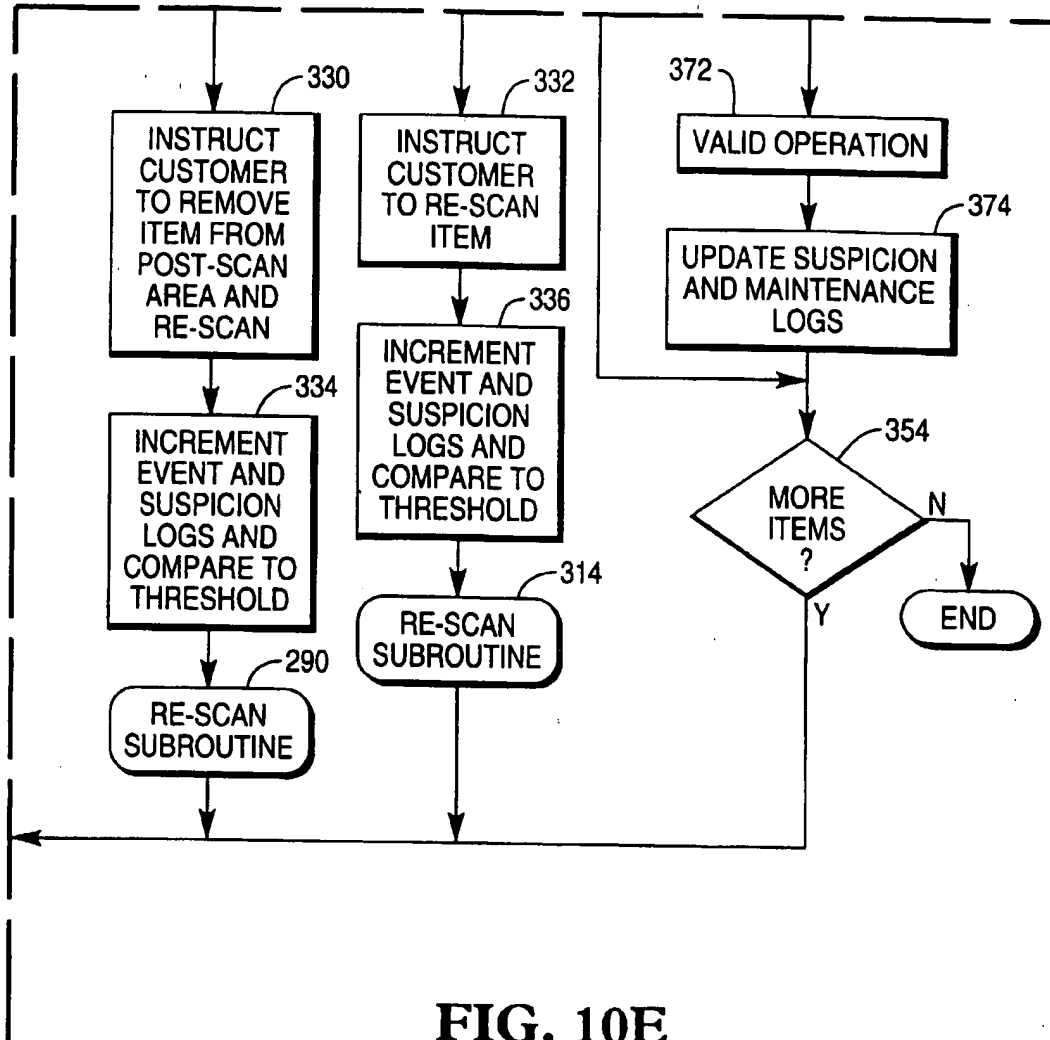 330
INSTRUCT
CUSTOMER
TO REMOVE
ITEM FROM
POST-SCAN
AREA AND
RE-SCAN
334
INCREMENT
EVENT AND
SUSPICION
LOGS AND
COMPARE TO
THRESHOLD
290
RE-SCAN
SUBROUTINE
332
INSTRUCT
CUSTOMER
TO RE-SCAN
ITEM
336
INCREMENT
EVENT AND
SUSPICION
LOGS AND
COMPARE TO
THRESHOLD
314
RE-SCAN
SUBROUTINE
372
VALID OPERATION
374
UPDATE SUSPICION
AND MAINTENANCE
LOGS
354
MORE
ITEMS
?
N
Y
END
FIG. 10E